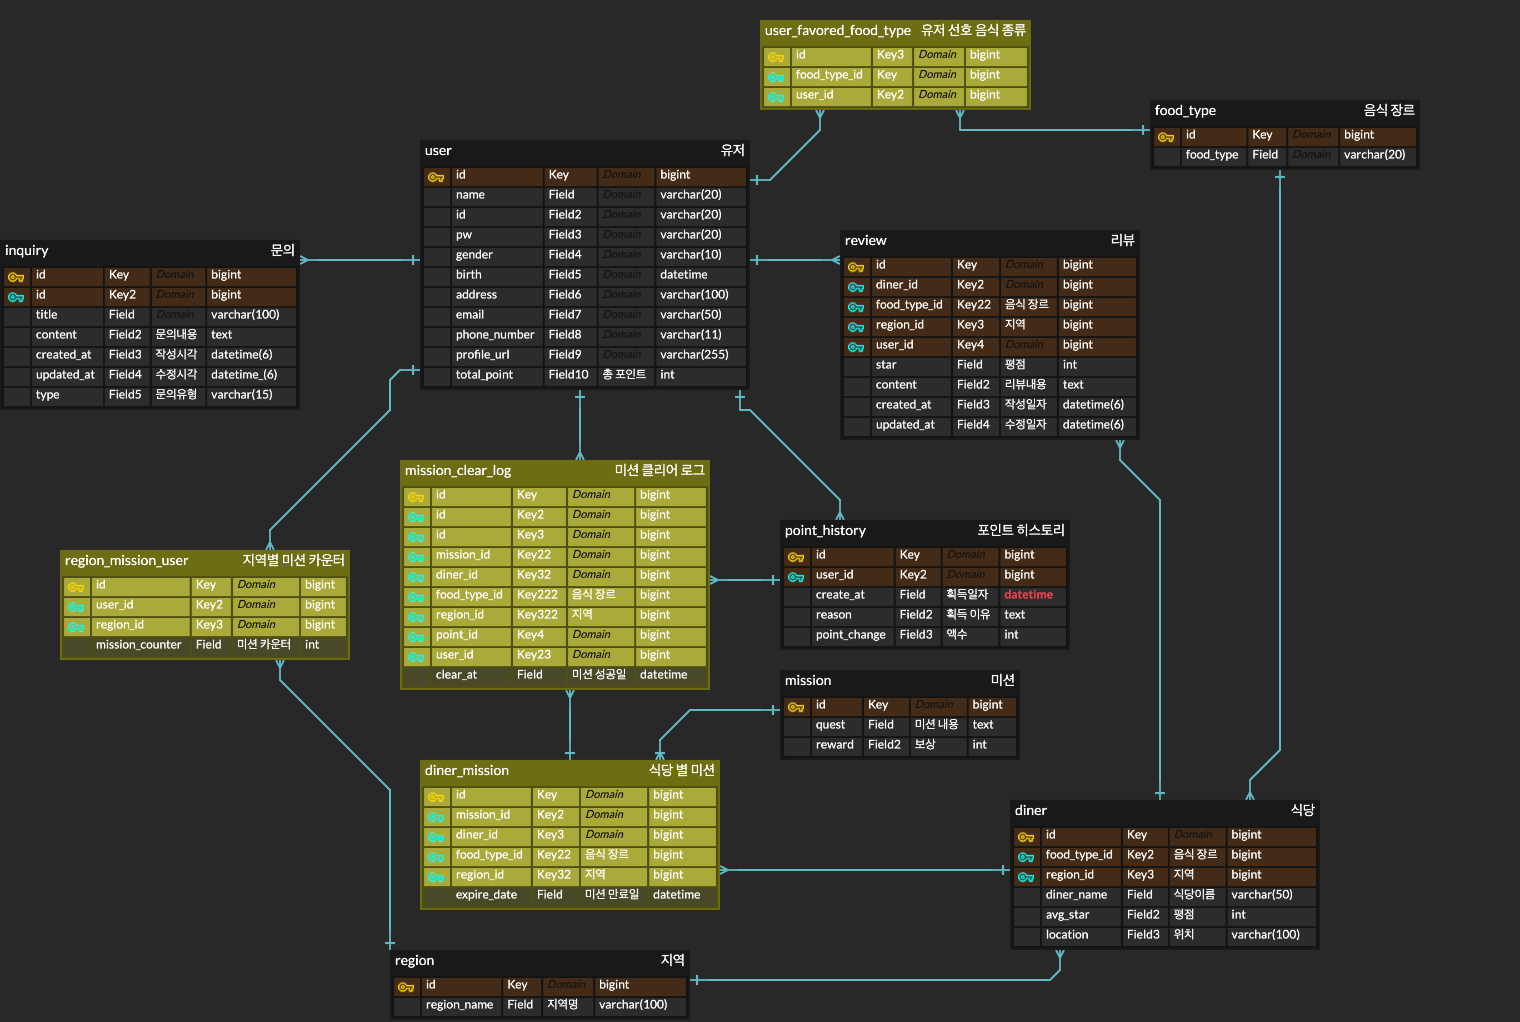 user_favored_food_type 유저 선호 음식 종류
id Key3 Domain bigint
food_type_id Key Domain bigint
user_id Key2 Domain bigint
food_type 음식 장르
id Key Domain bigint
food_type Field Domain varchar(20)
user 유저
id Key Domain bigint
name Field Domain varchar(20)
id Field2 Domain varchar(20)
pw Field3 Domain varchar(20)
gender Field4 Domain varchar(10)
birth Field5 Domain datetime
address Field6 Domain varchar(100)
email Field7 Domain varchar(50)
phone_number Field8 Domain varchar(11)
profile_url Field9 Domain varchar(255)
total_point Field10 총 포인트 int
inquiry 문의
id Key Domain bigint
id Key2 Domain bigint
title Field Domain varchar(100)
content Field2 문의내용 text
created_at Field3 작성시각 datetime(6)
updated_at Field4 수정시각 datetime_(6)
type Field5 문의유형 varchar(15)
review 리뷰
id Key Domain bigint
diner_id Key2 Domain bigint
food_type_id Key22 음식 장르 bigint
region_id Key3 지역 bigint
user_id Key4 Domain bigint
star Field 평점 int
content Field2 리뷰내용 text
created_at Field3 작성일자 datetime(6)
updated_at Field4 수정일자 datetime(6)
mission_clear_log 미션 클리어 로그
id Key Domain bigint
id Key2 Domain bigint
id Key3 Domain bigint
mission_id Key22 Domain bigint
diner_id Key32 Domain bigint
food_type_id Key222 음식 장르 bigint
region_id Key322 지역 bigint
point_id Key4 Domain bigint
user_id Key23 Domain bigint
clear_at Field 미션 성공일 datetime
point_history 포인트 히스토리
id Key Domain bigint
user_id Key2 Domain bigint
create_at Field 획득일자 datetime
reason Field2 획득 이유 text
point_change Field3 액수 int
region_mission_user 지역별 미션 카운터
id Key Domain bigint
user_id Key2 Domain bigint
region_id Key3 Domain bigint
mission_counter Field 미션 카운터 int
mission 미션
id Key Domain bigint
quest Field 미션 내용 text
reward Field2 보상 int
diner_mission 식당 별 미션
id Key Domain bigint
mission_id Key2 Domain bigint
diner_id Key3 Domain bigint
food_type_id Key22 음식 장르 bigint
region_id Key32 지역 bigint
expire_date Field 미션 만료일 datetime
diner 식당
id Key Domain bigint
food_type_id Key2 음식 장르 bigint
region_id Key3 지역 bigint
diner_name Field 식당이름 varchar(50)
avg_star Field2 평점 int
location Field3 위치 varchar(100)
region 지역
id Key Domain bigint
region_name Field 지역명 varchar(100)